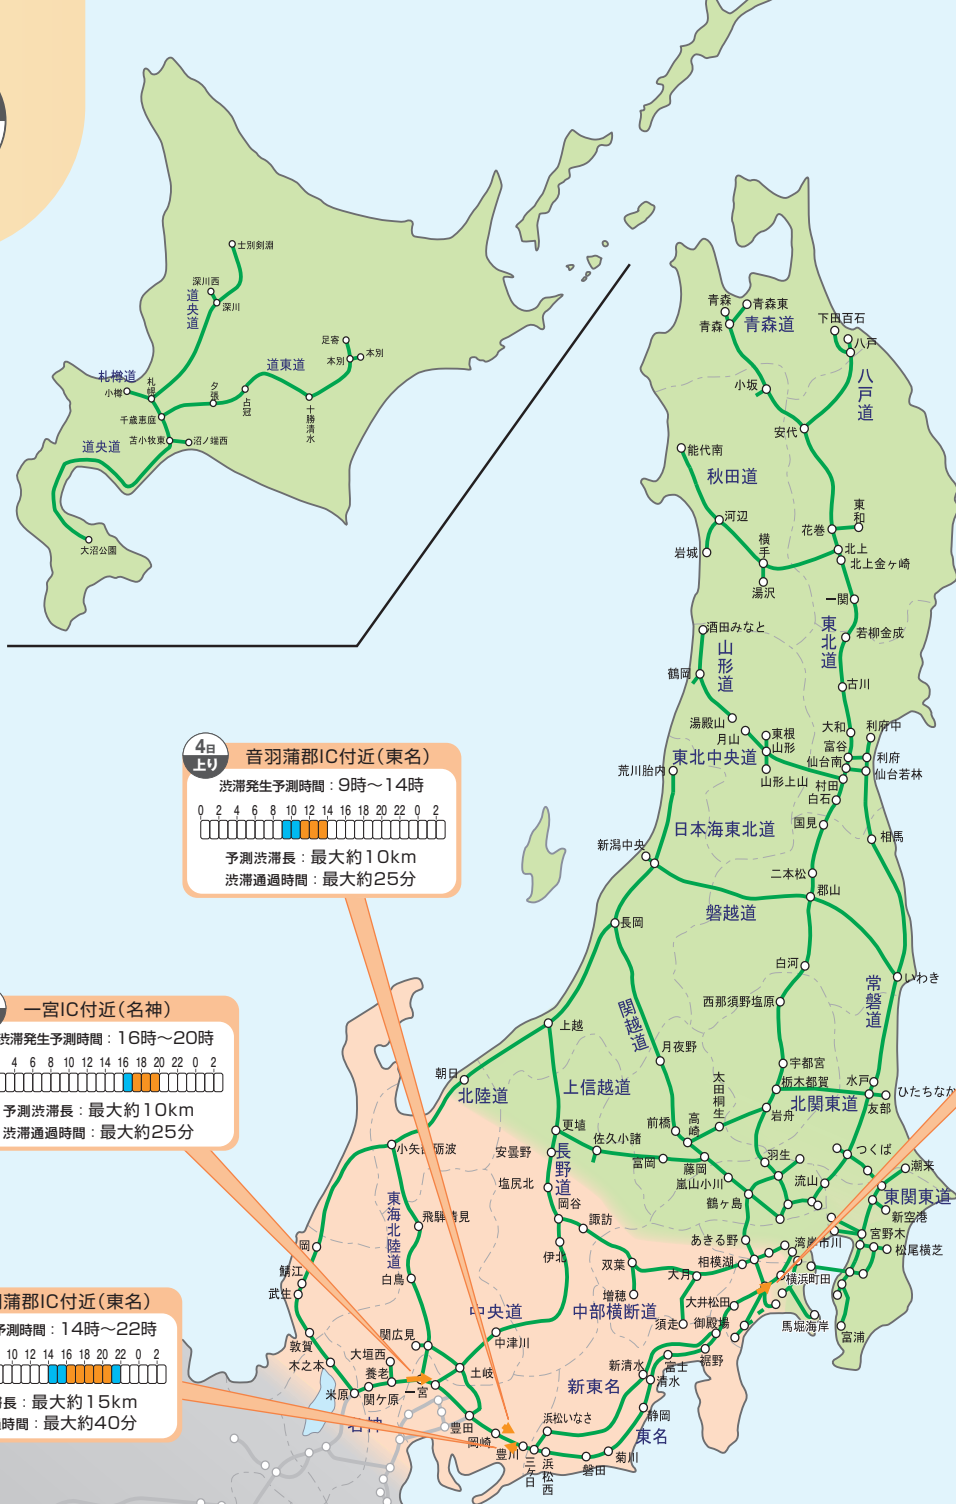 士別剣淵
深川西
深川
道央道
足寄
本別
本別
道東道
札樽道
小樽
札幌
夕張
占冠
十勝清水
千歳恵庭
苫小牧東
沼ノ端西
道央道
大沼公園
青森
青森東
青森
青森道
下田百石
八戸
八戸道
小坂
安代
能代南
秋田道
河辺
岩城
横手
湯沢
東和
花巻
北上
北上金ヶ崎
一関
東北道
若柳金成
古川
酒田みなと
山形道
鶴岡
湯殿山
月山
東根
山形
山形上山
東北中央道
大和
利府中
富谷
利府
仙台南
仙台若林
村田
白石
荒川胎内
国見
相馬
日本海東北道
新潟中央
二本松
郡山
磐越道
長岡
白河
いわき
常磐道
西那須野塩原
関越道
上越
月夜野
宇都宮
栃木都賀
水戸
ひたちなか
北関東道
友部
岩舟
太田桐生
朝日
北陸道
上信越道
前橋
高崎
更埴
佐久小諸
安曇野
長野道
富岡
藤岡
羽生
つくば
潮来
嵐山小川
流山
東関東道
鶴ヶ島
新空港
宮野木
松尾横芝
塩尻北
岡谷
諏訪
伊北
あきる野
湾岸市川
相模湖
双葉
大月
横浜町田
増穂
大井松田
中部横断道
須走
御殿場
馬堀海岸
富浦
裾野
小矢部砺波
東海北陸道
飛騨清見
白鳥
中央道
中津川
関広見
大垣西
養老
関ケ原
一宮
土岐
米原
木之本
敦賀
武生
鯖江
岡
名神
豊田
岡崎
豊川
三ケ日
浜松西
浜松いなさ
新東名
新清水
富士
清水
静岡
東名
菊川
磐田
4日
上り
音羽蒲郡IC付近（東名）
渋滞発生予測時間：9時〜14時
0 2 4 6 8 10 12 14 16 18 20 22 0 2
予測渋滞長：最大約10km
渋滞通過時間：最大約25分
一宮IC付近（名神）
渋滞発生予測時間：16時〜20時
4 6 8 10 12 14 16 18 20 22 0 2
予測渋滞長：最大約10km
渋滞通過時間：最大約25分
蒲郡IC付近（東名）
予測時間：14時〜22時
10 12 14 16 18 20 22 0 2
長：最大約15km
過時間：最大約40分